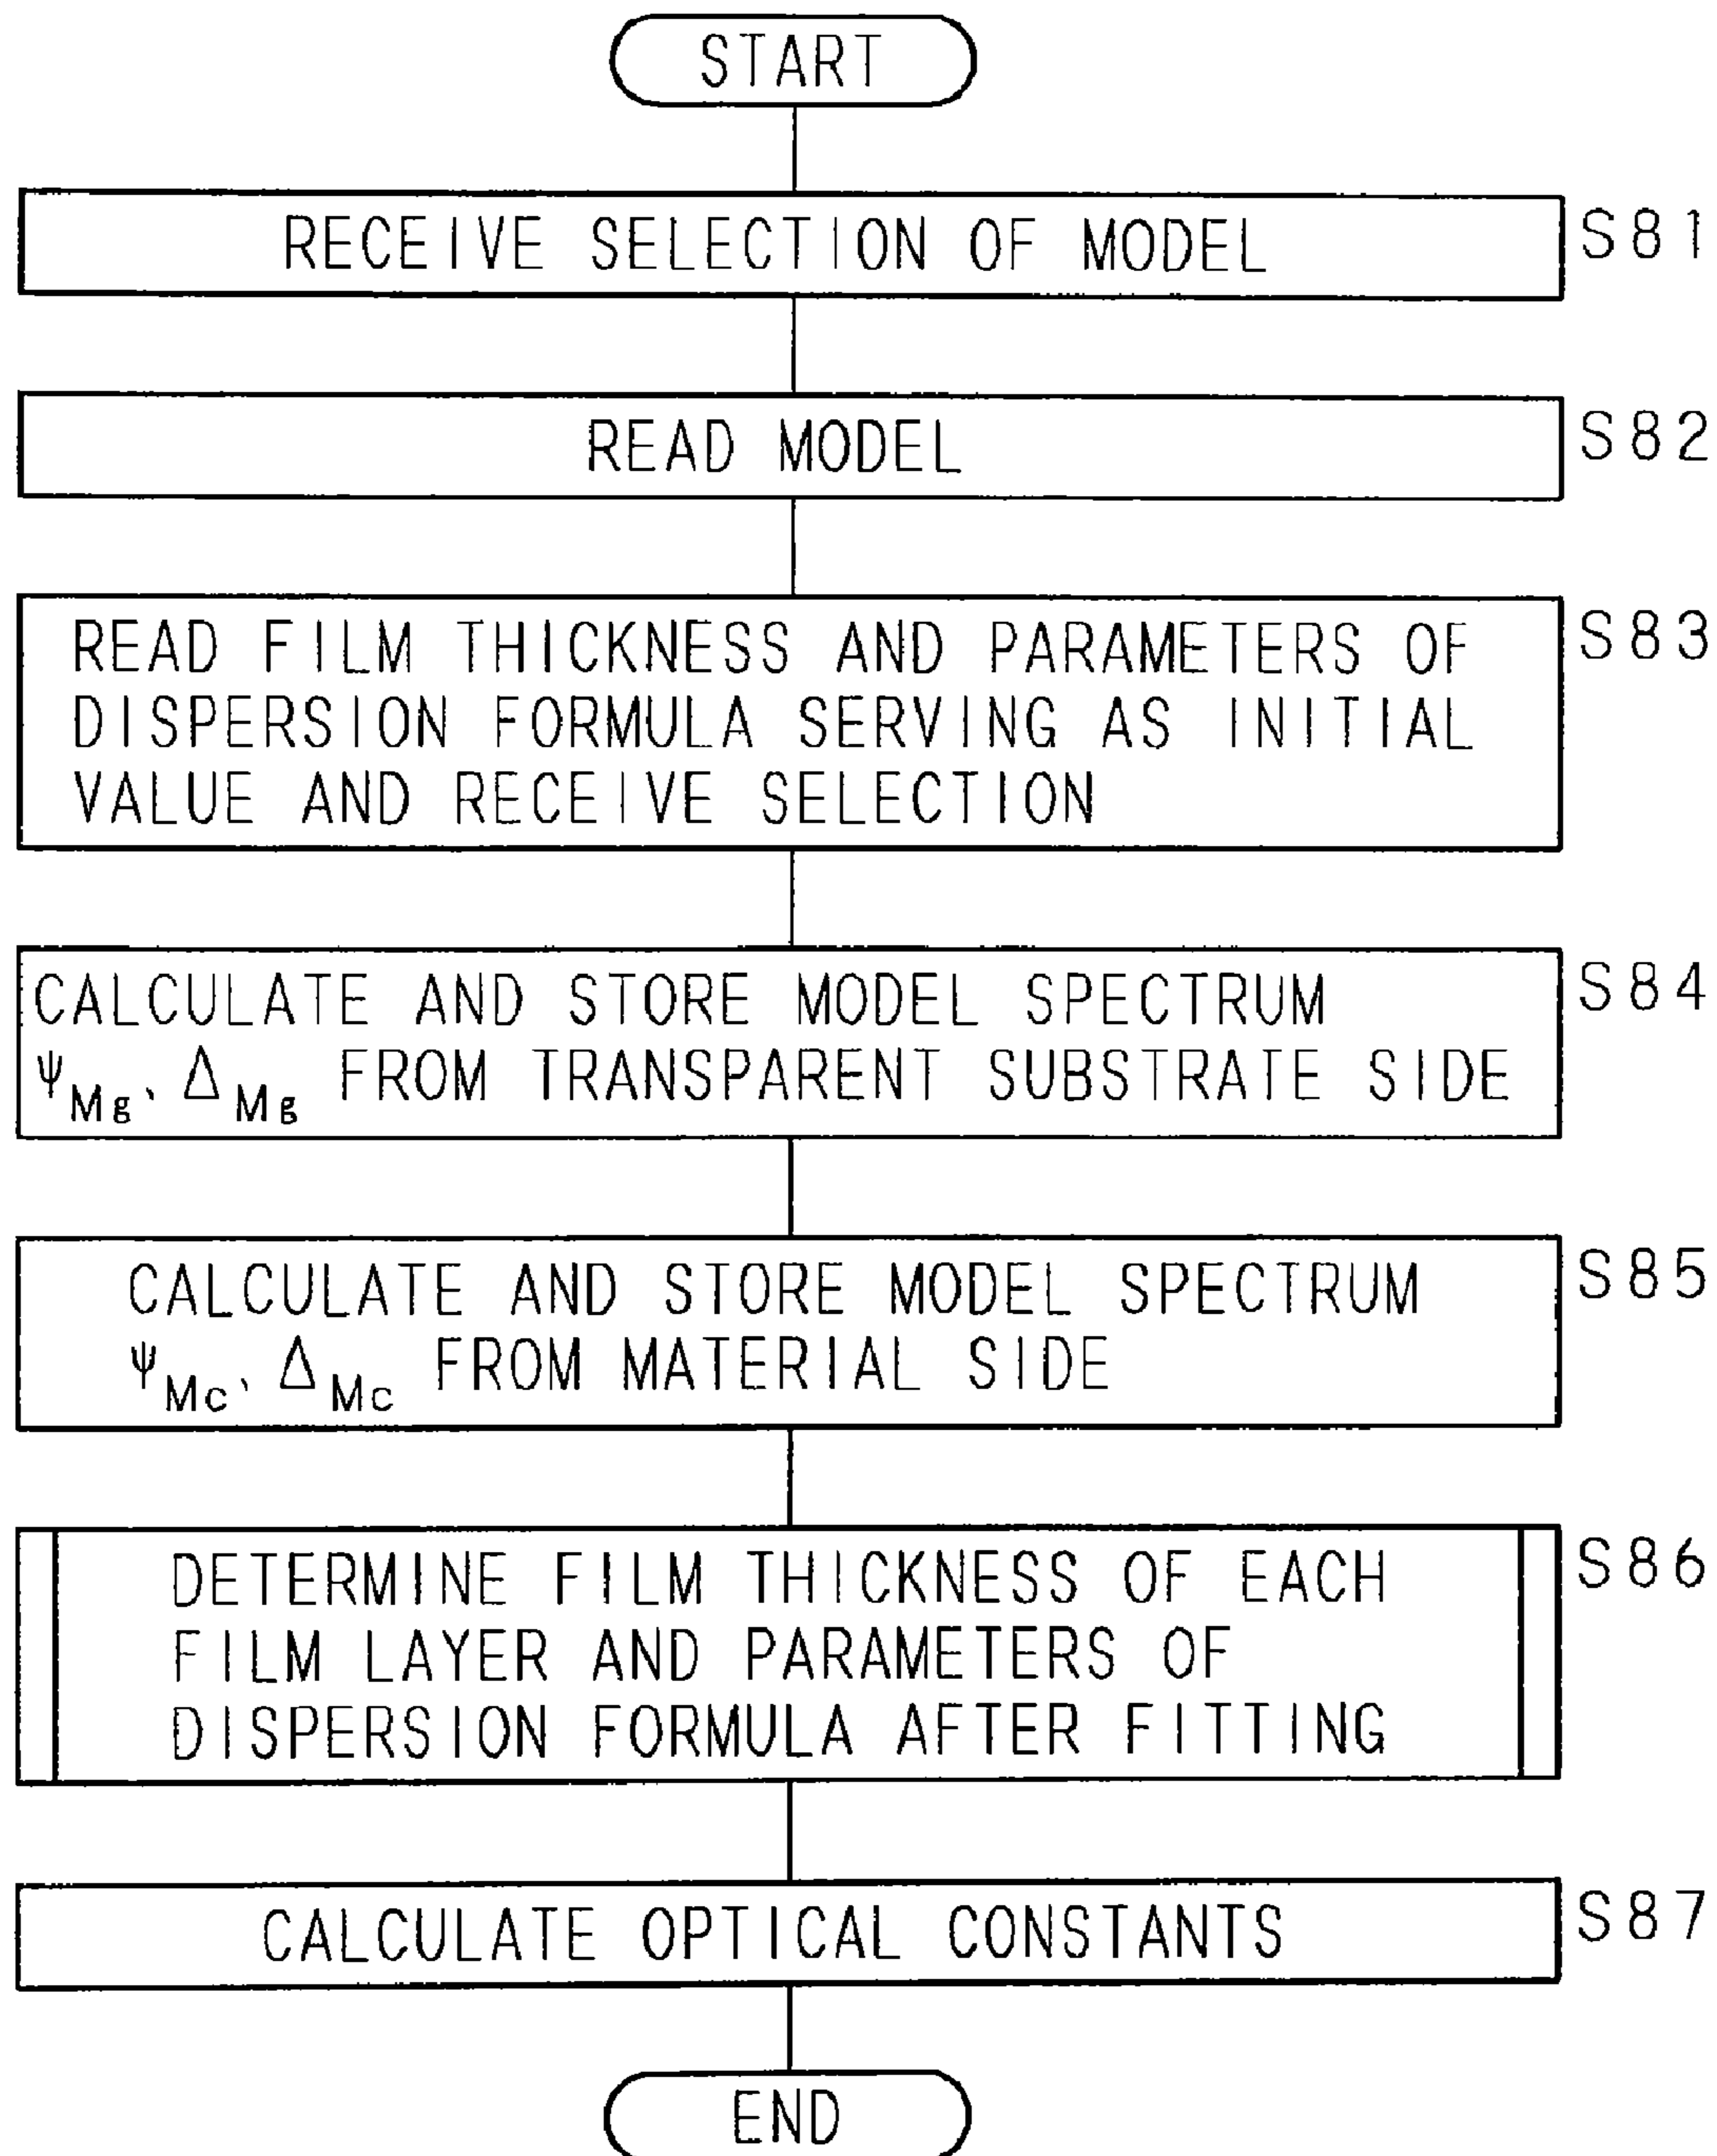 START
RECEIVE SELECTION OF MODEL S81
READ MODEL S82
READ FILM THICKNESS AND PARAMETERS OF S83
DISPERSION FORMULA SERVING AS INITIAL
VALUE AND RECEIVE SELECTION
CALCULATE AND STORE MODEL SPECTRUM S84
ψMg、ΔMg FROM TRANSPARENT SUBSTRATE SIDE
CALCULATE AND STORE MODEL SPECTRUM S85
ψMc、ΔMc FROM MATERIAL SIDE
DETERMINE FILM THICKNESS OF EACH S86
FILM LAYER AND PARAMETERS OF
DISPERSION FORMULA AFTER FITTING
CALCULATE OPTICAL CONSTANTS S87
END